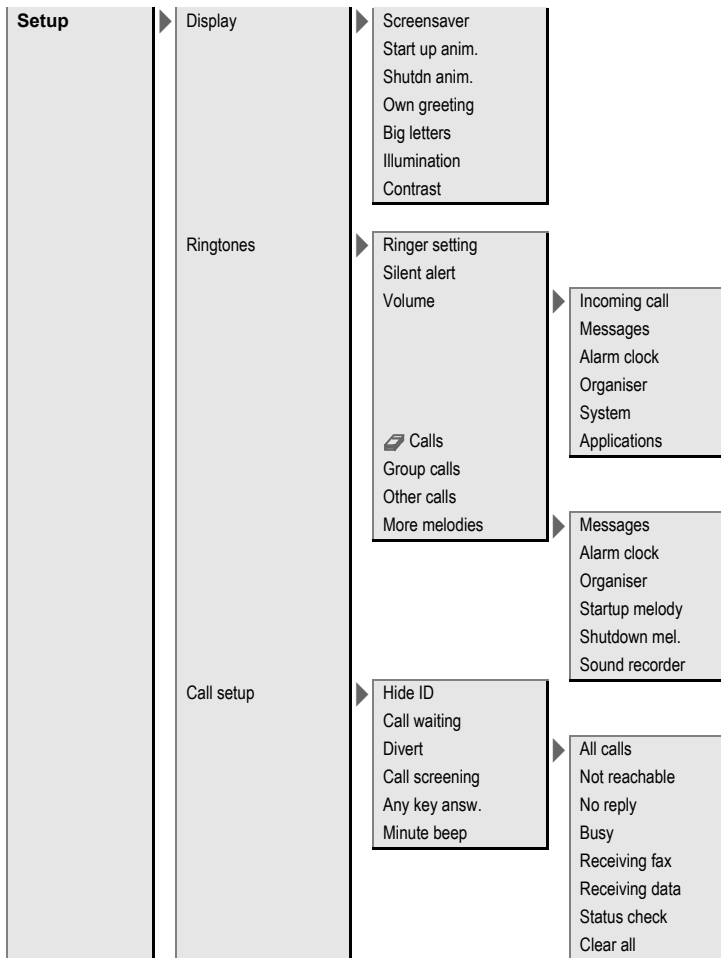 Setup Display Screensaver
Start up anim.
Shutdn anim.
Own greeting
Big letters
Illumination
Contrast
Ringtones Ringer setting
Silent alert
Volume Incoming call
Messages
Alarm clock
Organiser
System
Calls Applications
Group calls
Other calls
More melodies Messages
Alarm clock
Organiser
Startup melody
Shutdown mel.
Sound recorder
Call setup Hide ID
Call waiting
Divert All calls
Call screening Not reachable
Any key answ. No reply
Minute beep Busy
Receiving fax
Receiving data
Status check
Clear all